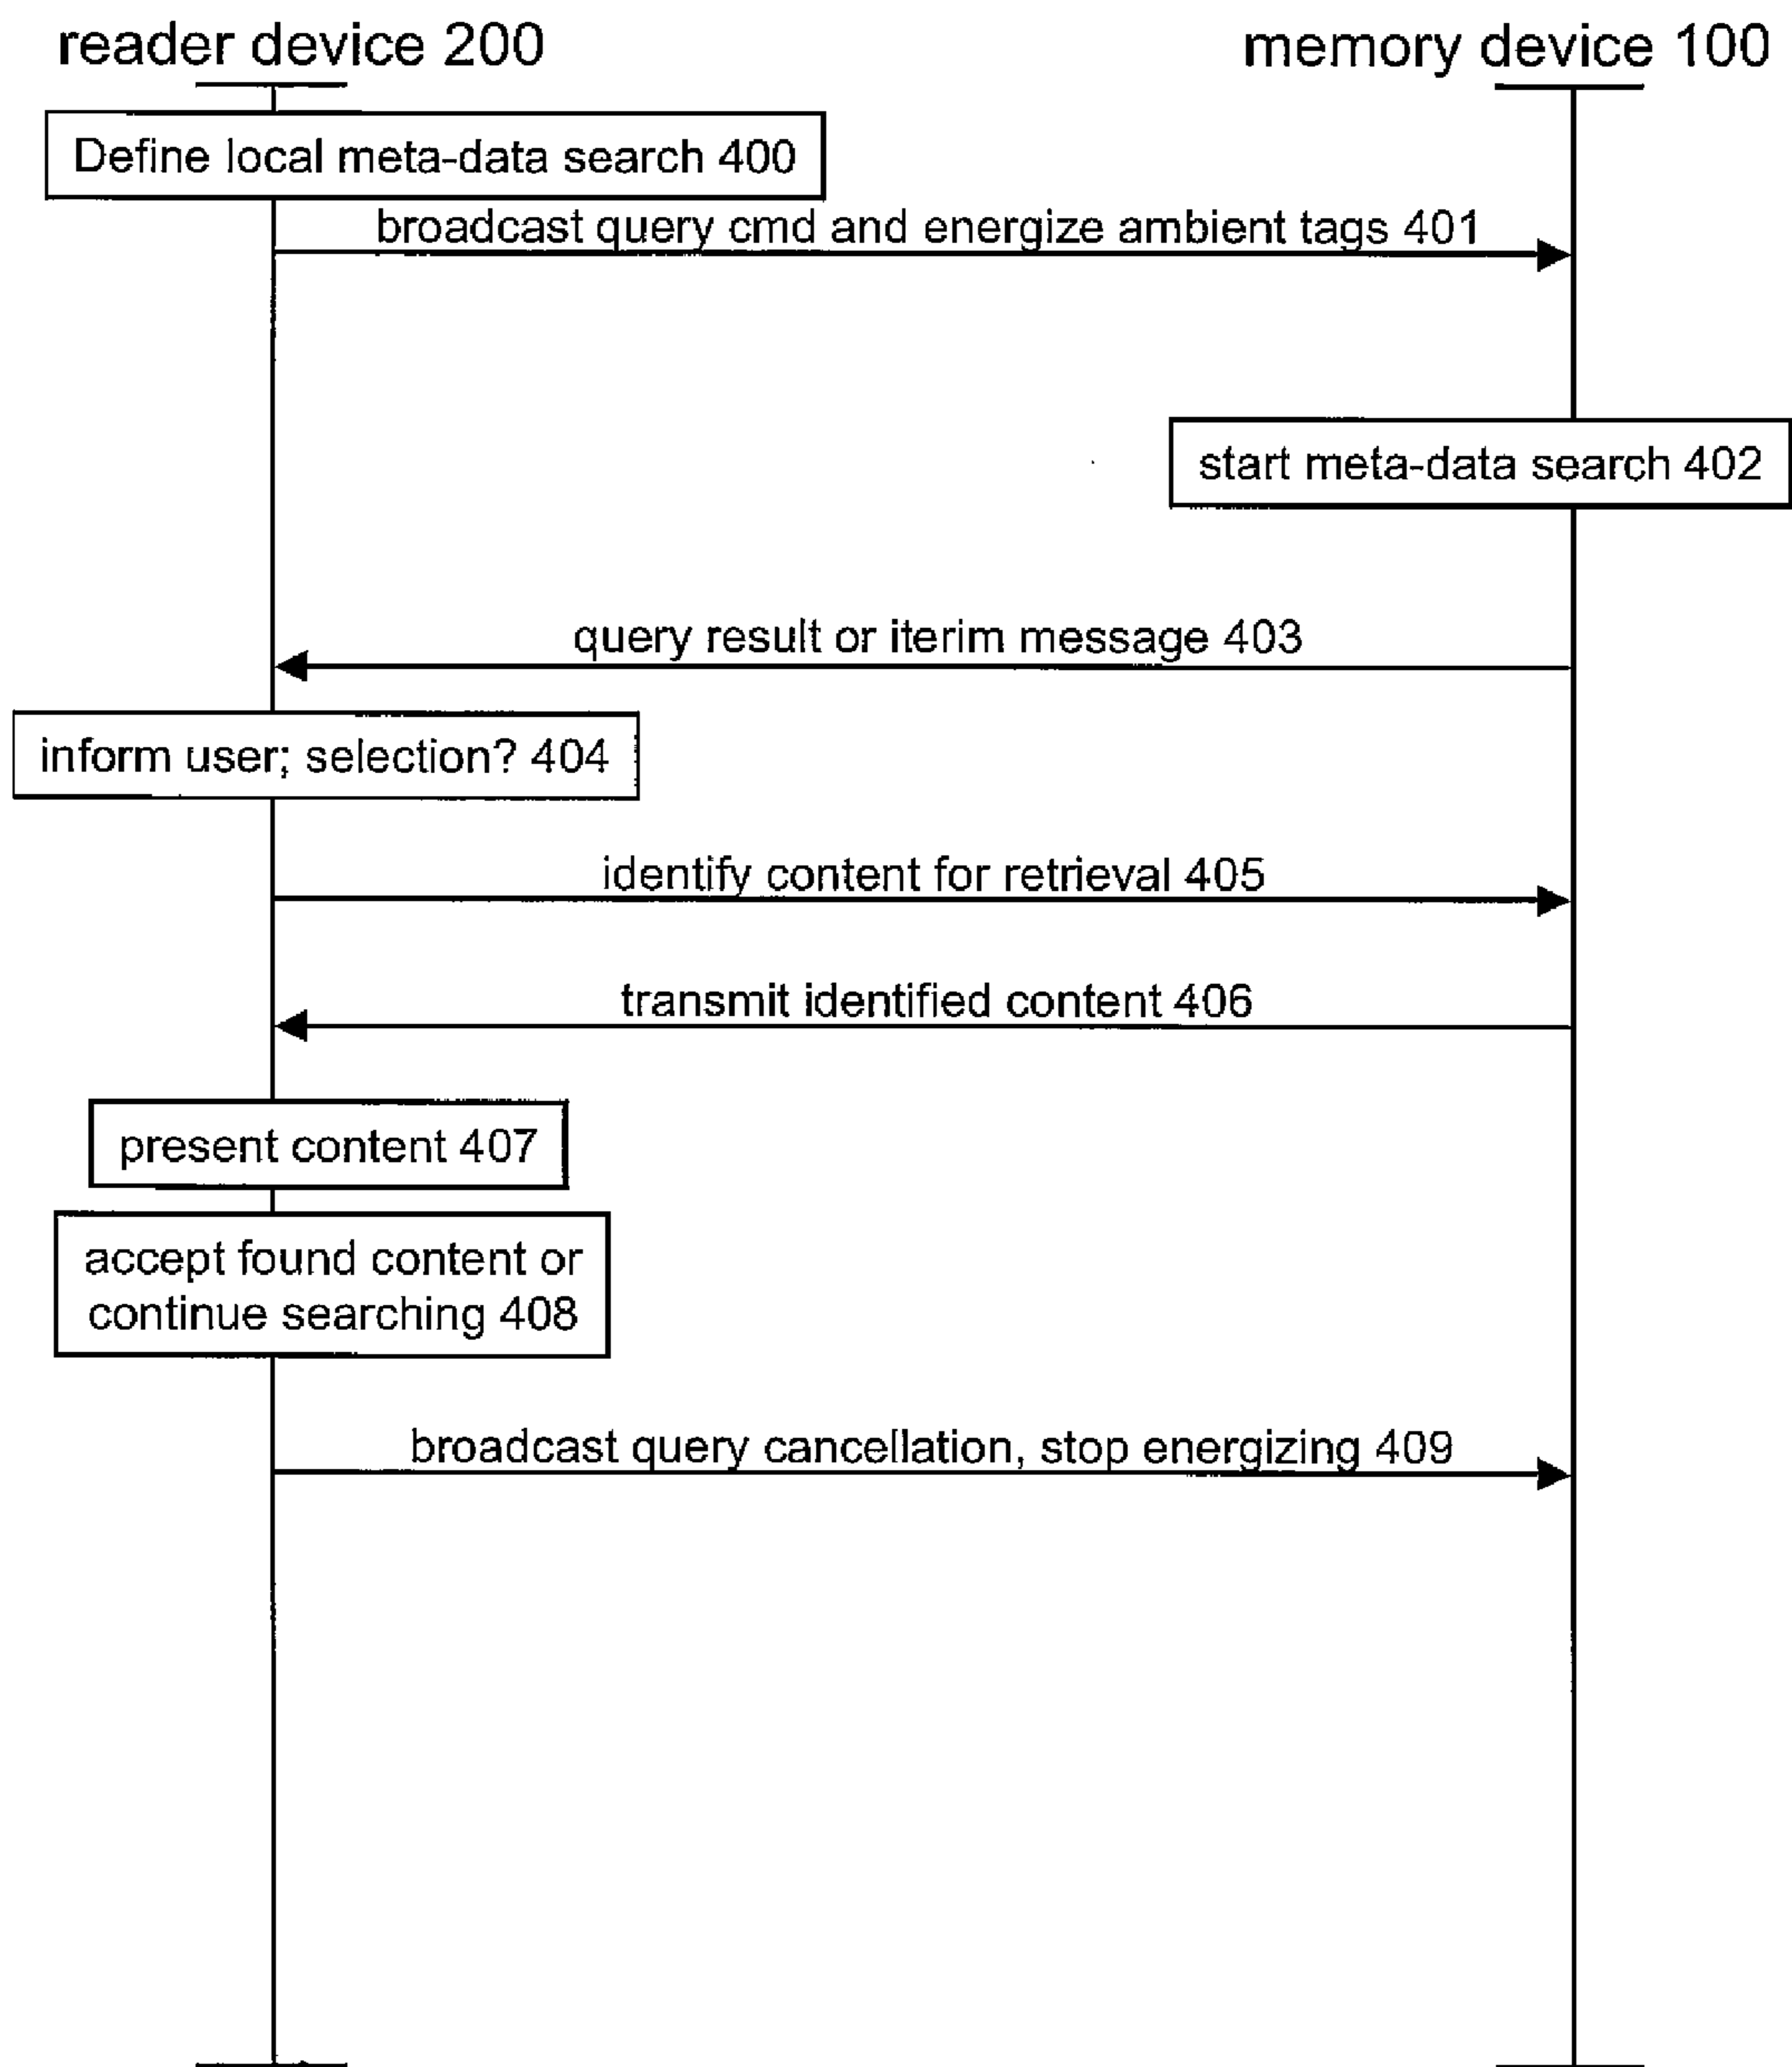 reader device 200
memory device 100
Define local meta-data search 400
broadcast query cmd and energize ambient tags 401
start meta-data search 402
query result or iterim message 403
inform user; selection? 404
identify content for retrieval 405
transmit identified content 406
present content 407
accept found content or
continue searching 408
broadcast query cancellation, stop energizing 409